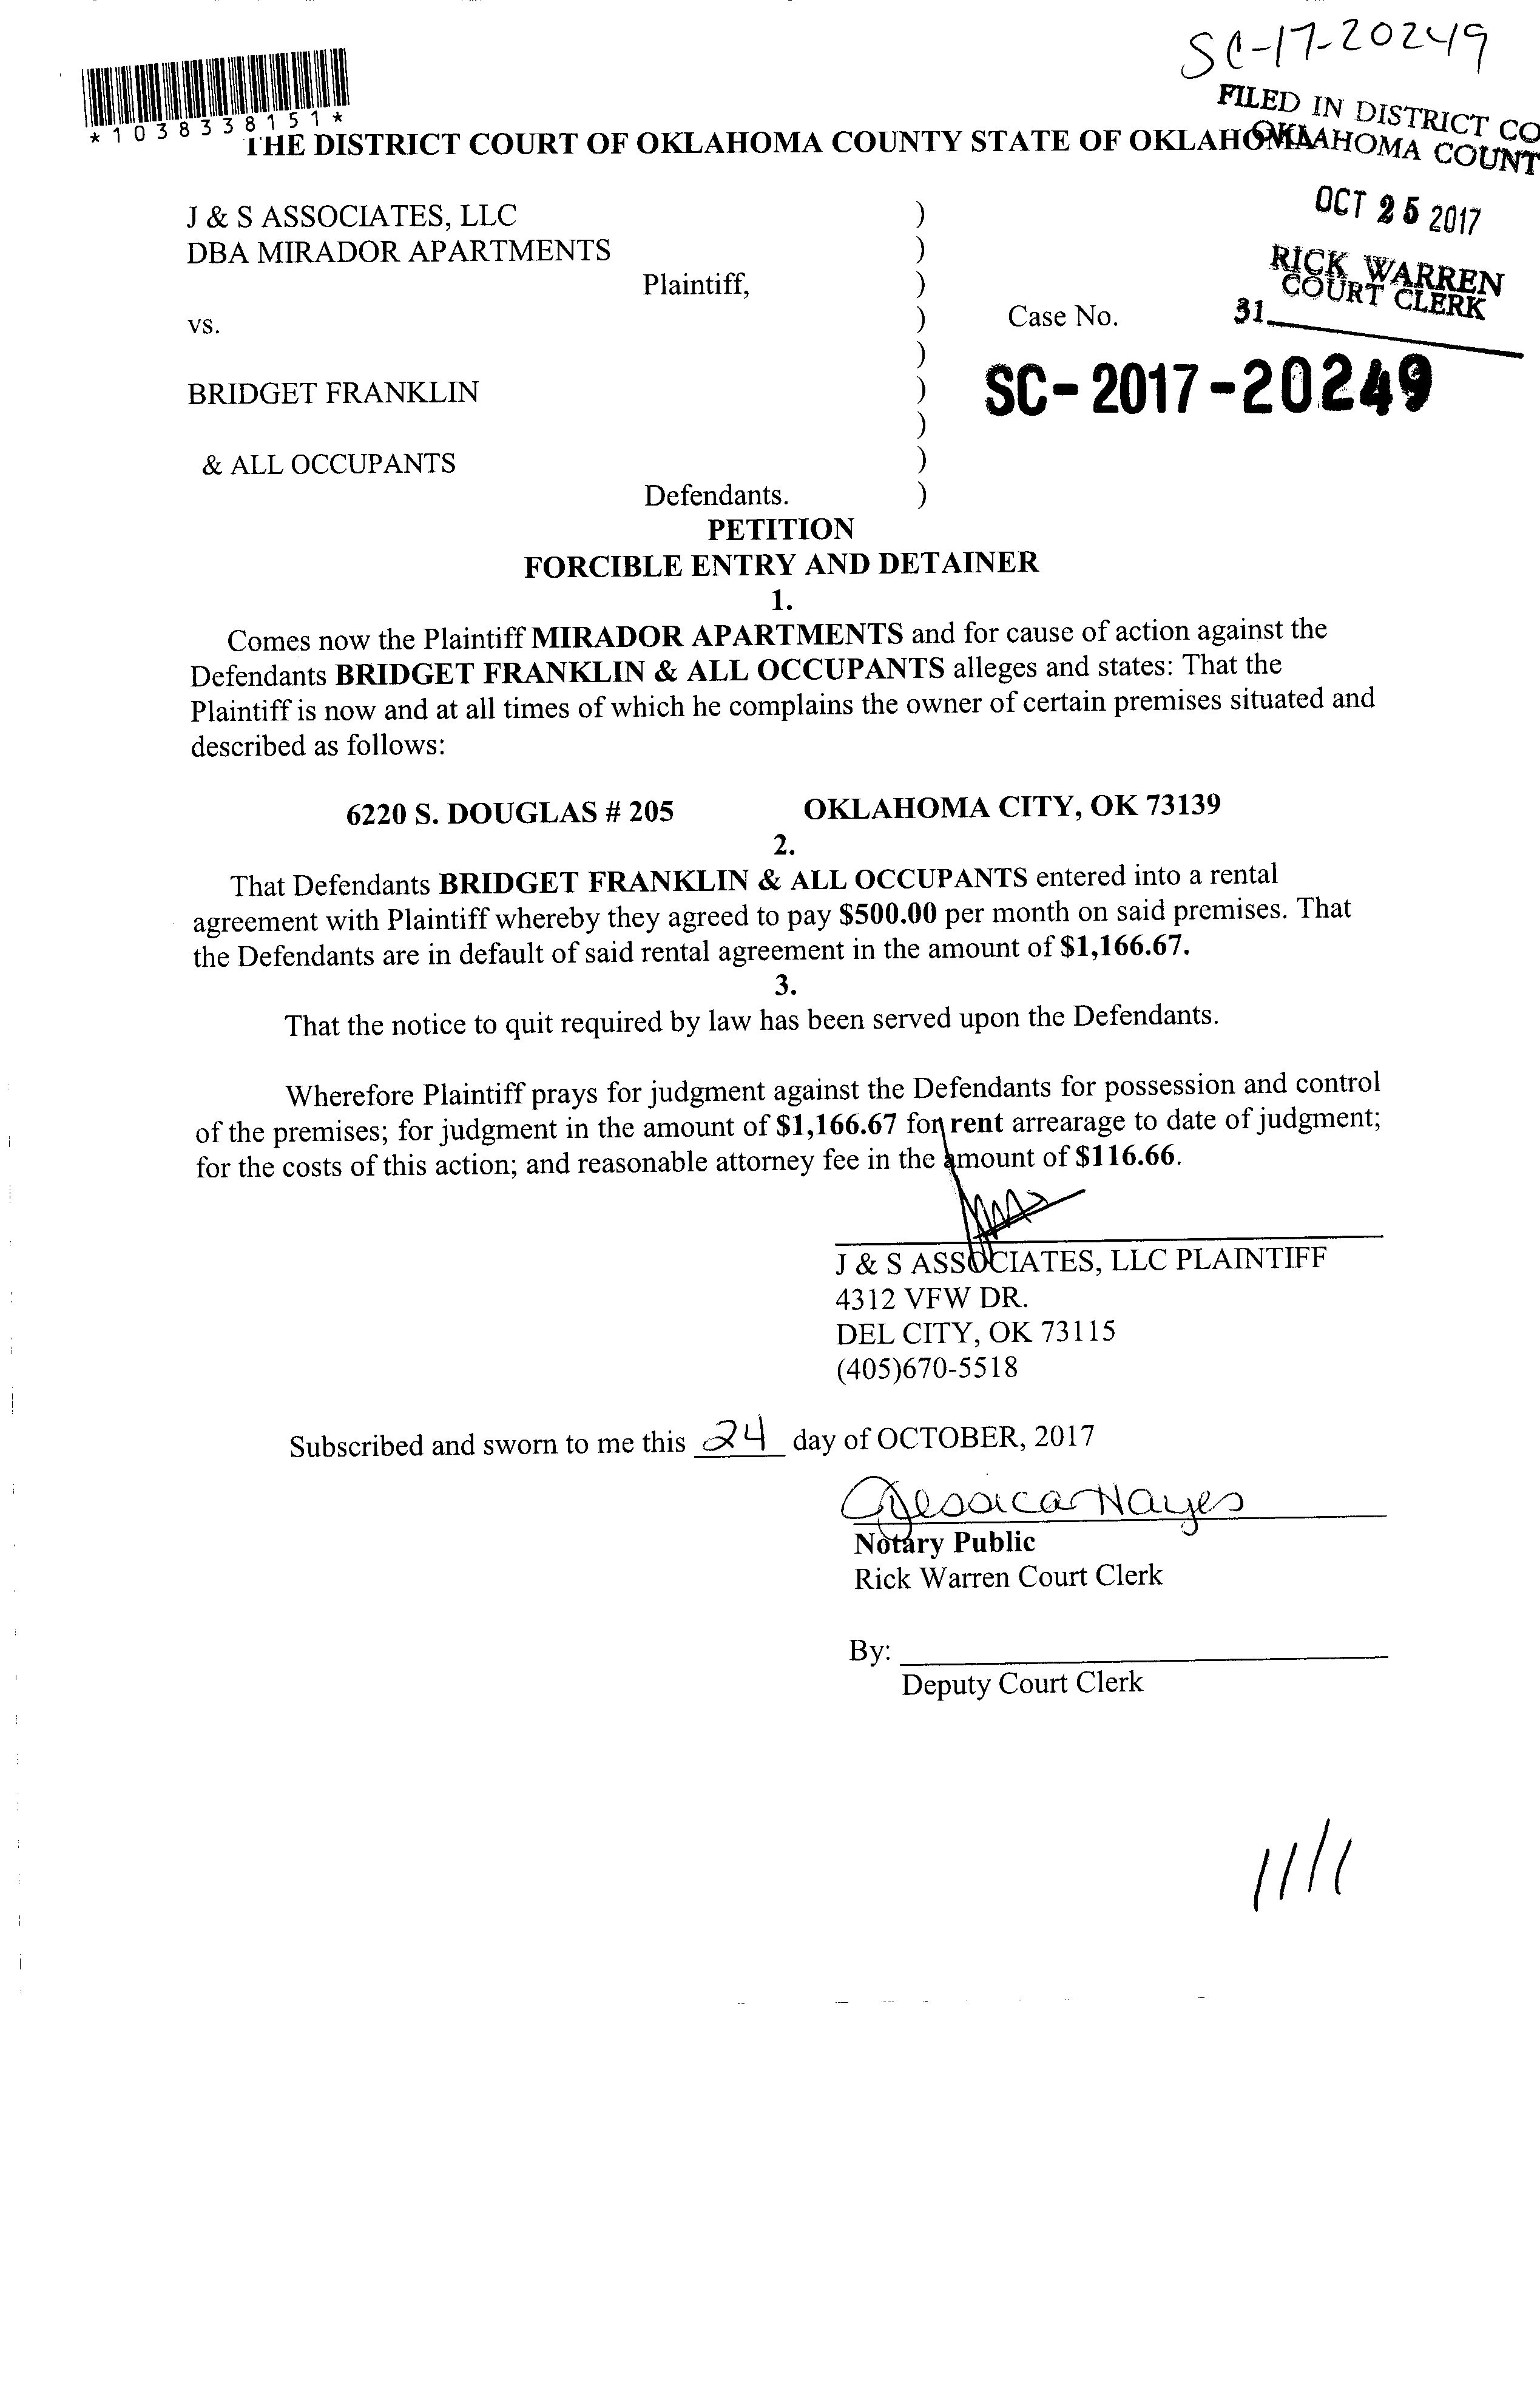 SC-17-20249
*1038338151*
FILED IN DISTRICT CO
OKLAHOMA COUNT
THE DISTRICT COURT OF OKLAHOMA COUNTY STATE OF OKLAHOMA
OCT 25 2017
RICK WARREN
COURT CLERK
31
J & S ASSOCIATES, LLC )
DBA MIRADOR APARTMENTS )
Plaintiff, )
vs. ) Case No.
)
SC-2017-20249
BRIDGET FRANKLIN )
)
& ALL OCCUPANTS )
Defendants. )
PETITION
FORCIBLE ENTRY AND DETAINER
1.
Comes now the Plaintiff MIRADOR APARTMENTS and for cause of action against the
Defendants BRIDGET FRANKLIN & ALL OCCUPANTS alleges and states: That the
Plaintiff is now and at all times of which he complains the owner of certain premises situated and
described as follows:
6220 S. DOUGLAS # 205 OKLAHOMA CITY, OK 73139
2.
That Defendants BRIDGET FRANKLIN & ALL OCCUPANTS entered into a rental
agreement with Plaintiff whereby they agreed to pay $500.00 per month on said premises. That
the Defendants are in default of said rental agreement in the amount of $1,166.67.
3.
That the notice to quit required by law has been served upon the Defendants.
Wherefore Plaintiff prays for judgment against the Defendants for possession and control
of the premises; for judgment in the amount of $1,166.67 for rent arrearage to date of judgment;
for the costs of this action; and reasonable attorney fee in the amount of $116.66.
J & S ASSOCIATES, LLC PLAINTIFF
4312 VFW DR.
DEL CITY, OK 73115
(405)670-5518
Subscribed and sworn to me this 24 day of OCTOBER, 2017
Jessica Hayes
Notary Public
Rick Warren Court Clerk
By:
Deputy Court Clerk
11/1